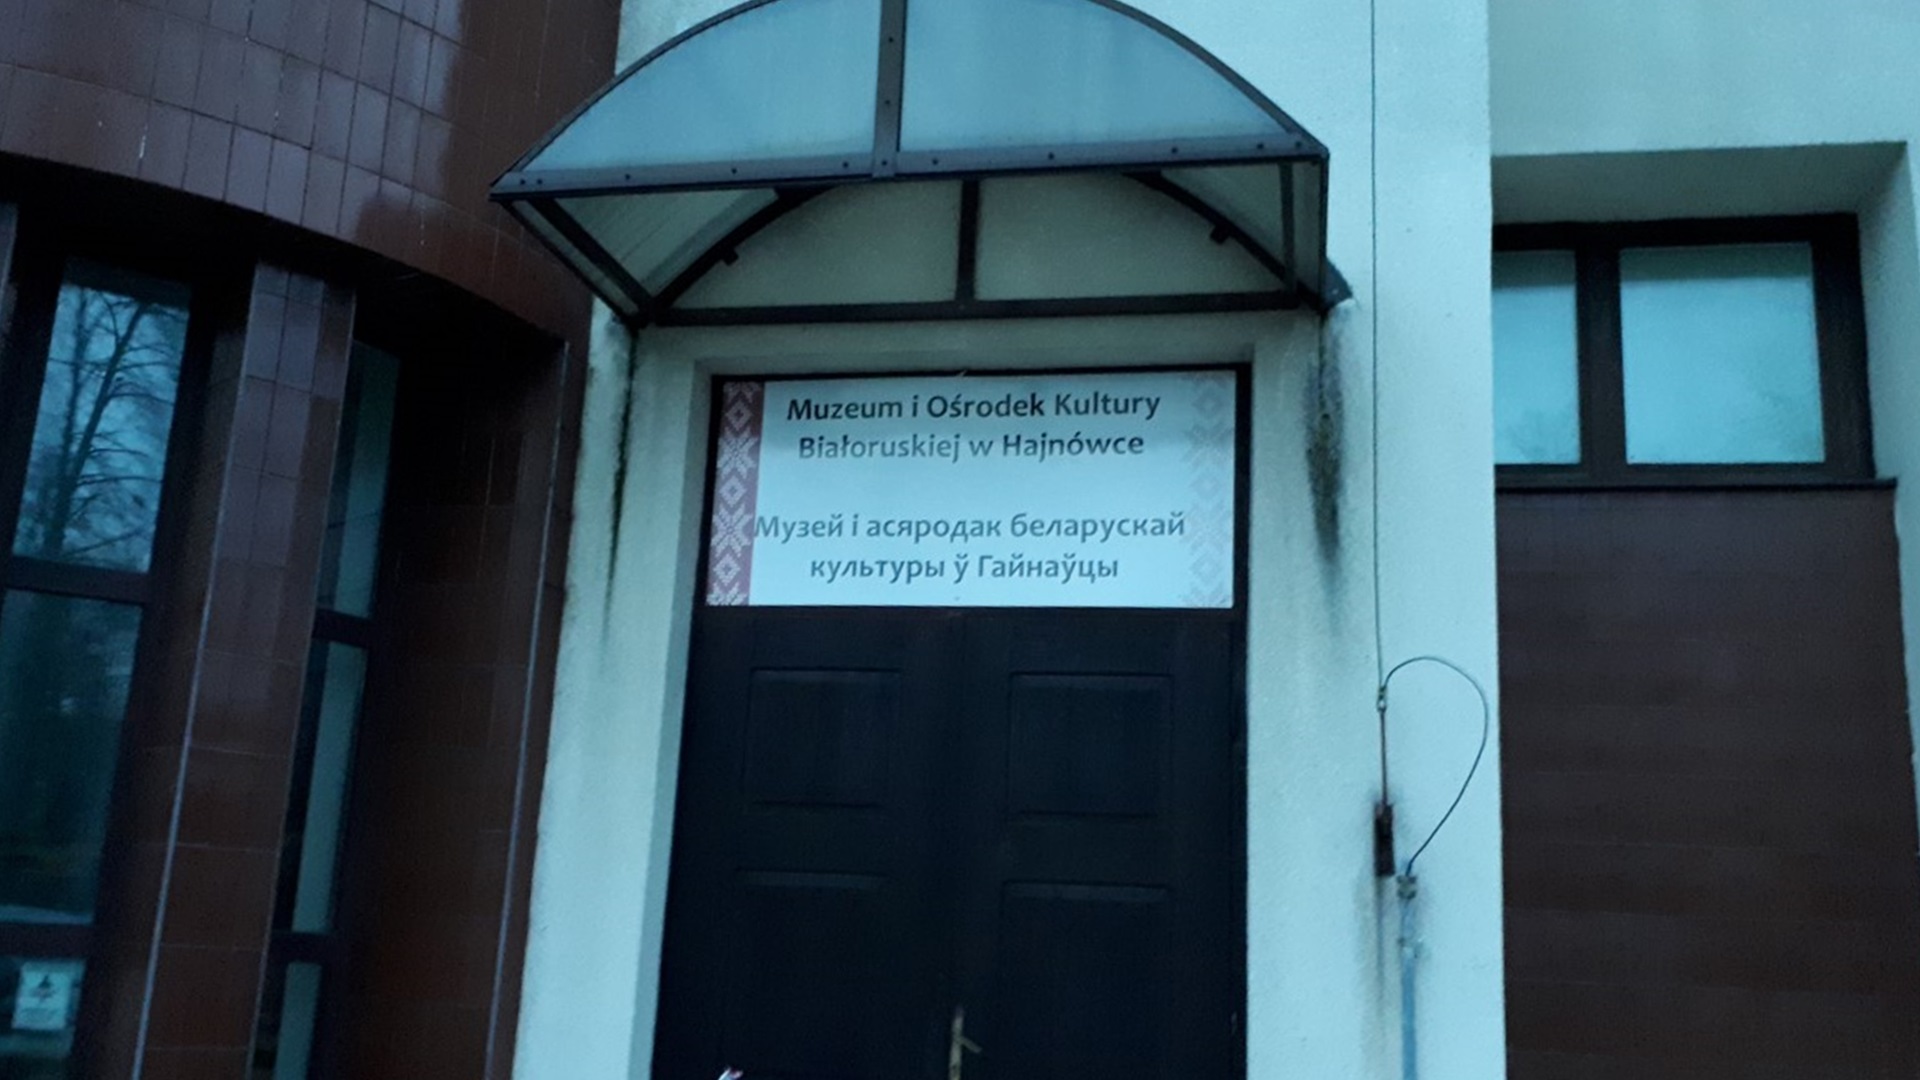 Muzeum i Ośrodek Kultury
Białoruskiej w Hajnówce
Музей і асяродак беларускай
культуры ў Гайнаўцы